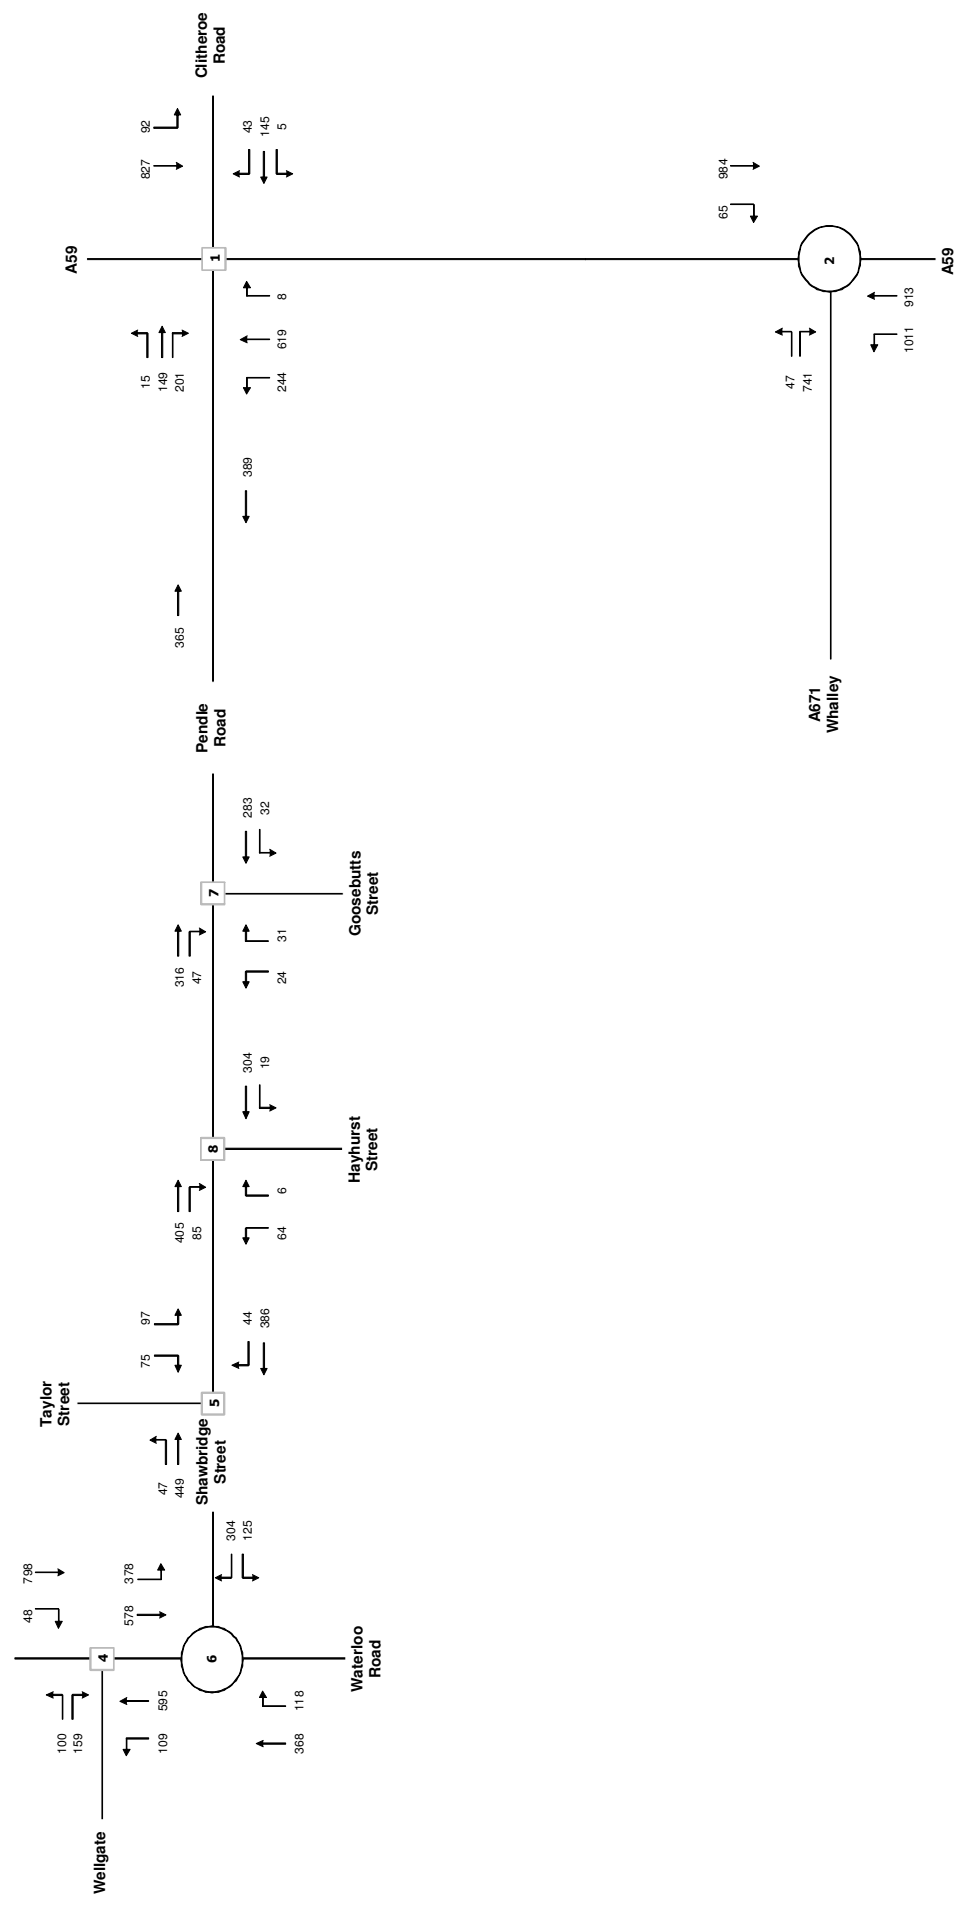 Clitheroe
Road
92
827
43
145
5
A59
1
15
149
201
8
619
244
389
365
984
65
2
A59
913
1011
47
741
A671
Whalley
Pendle
Road
283
32
7
Goosebutts
Street
316
47
31
24
304
19
8
Hayhurst
Street
405
85
6
64
97
75
44
386
Taylor
Street
5
47
449
Shawbridge
Street
304
125
798
48
378
578
4
6
Waterloo
Road
100
159
595
109
118
368
Wellgate